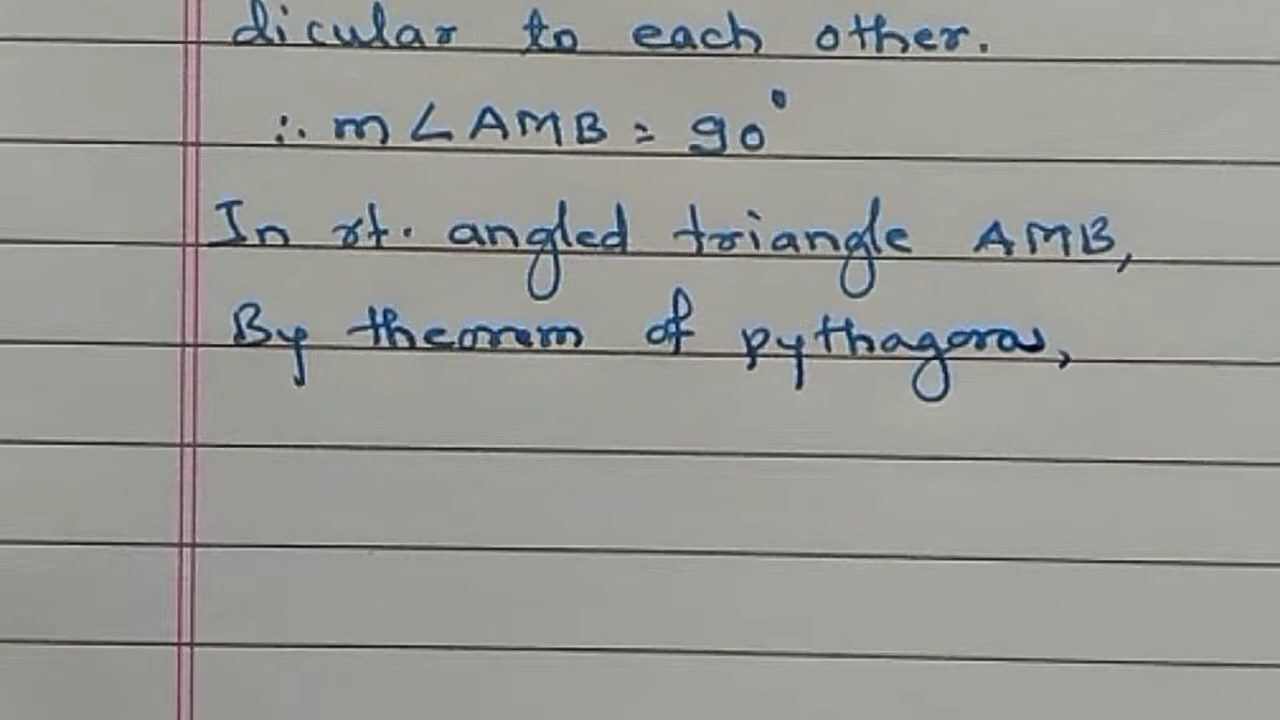 dicular to each other.
∴ m∠AMB = 90°
In rt. angled triangle AMB,
By theorem of pythagoras,